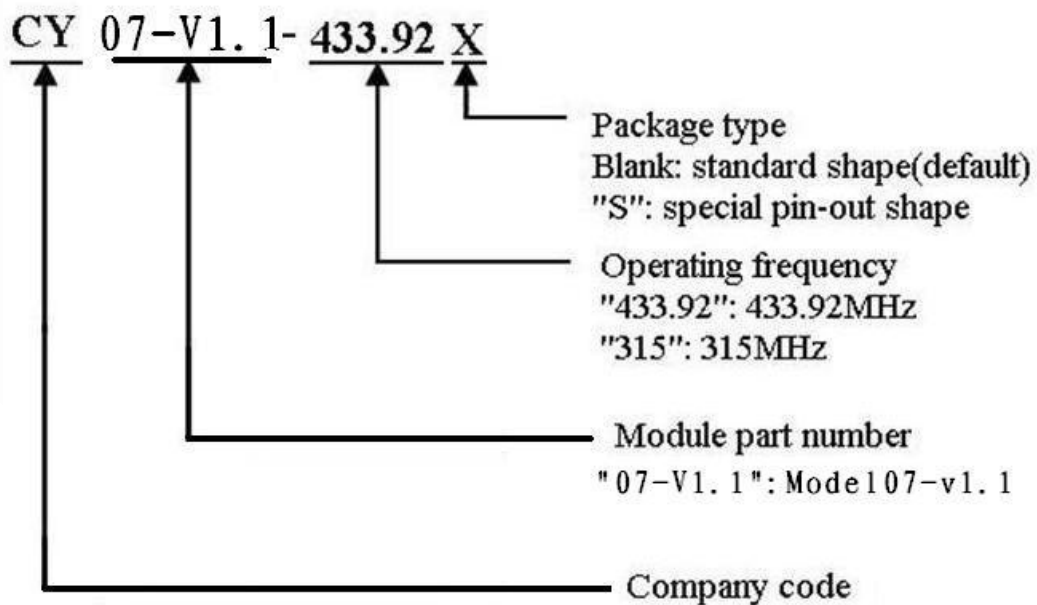 CY 07-V1.1- 433.92 X
Package type
Blank: standard shape(default)
"S": special pin-out shape
Operating frequency
"433.92": 433.92MHz
"315": 315MHz
Module part number
"07-V1.1":Model07-v1.1
Company code